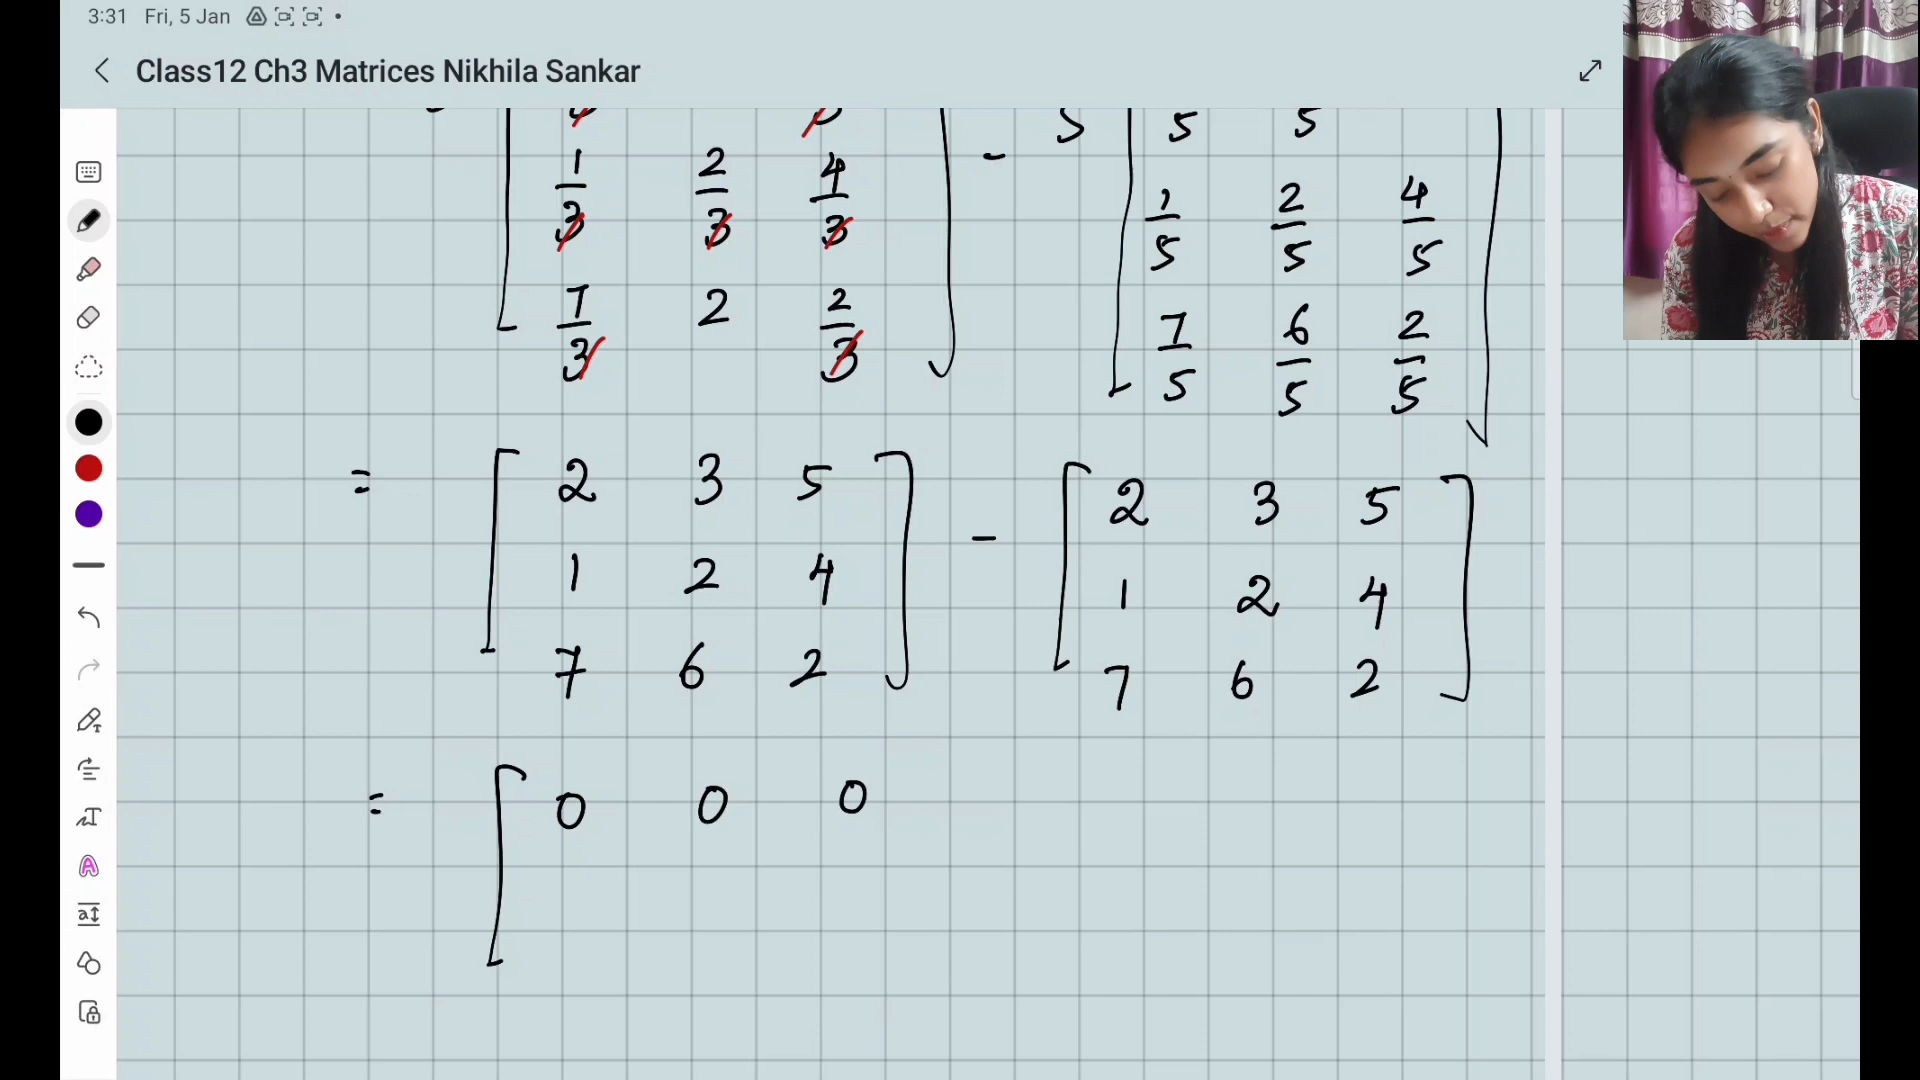 3:31 Fri, 5 Jan
Class12 Ch3 Matrices Nikhila Sankar
- 5 5 5
1/3 2/3 4/3 1/5 2/5 4/5
7/3 2 2/3 7/5 6/5 2/5
= [ 2 3 5 ] - [ 2 3 5 ]
1 2 4 1 2 4
7 6 2 7 6 2
= [ 0 0 0